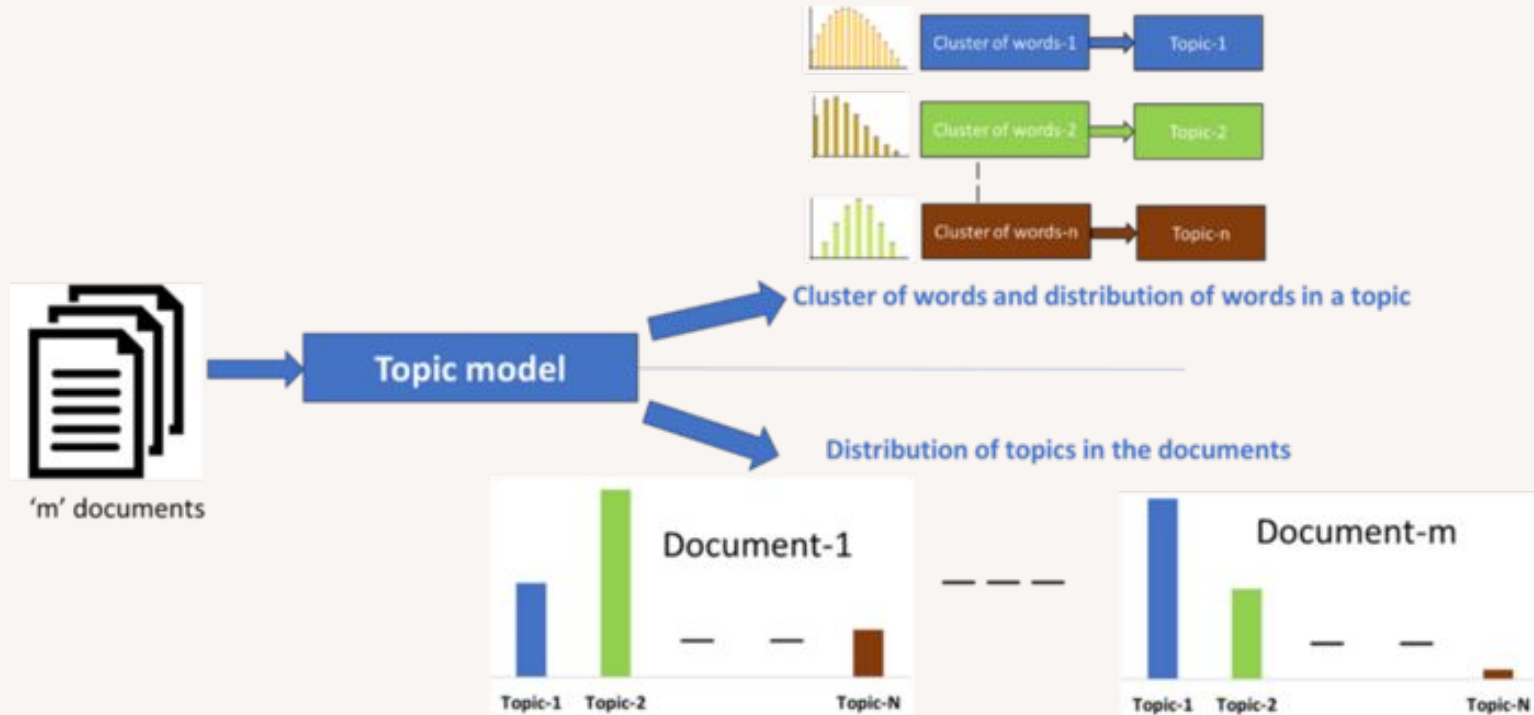 Cluster of words-1
Topic-1
Cluster of words-2
Topic-2
Cluster of words-n
Topic-n
Cluster of words and distribution of words in a topic
Topic model
Distribution of topics in the documents
‘m’ documents
Document-1
Topic-1
Topic-2
Topic-N
Document-m
Topic-1
Topic-2
Topic-N